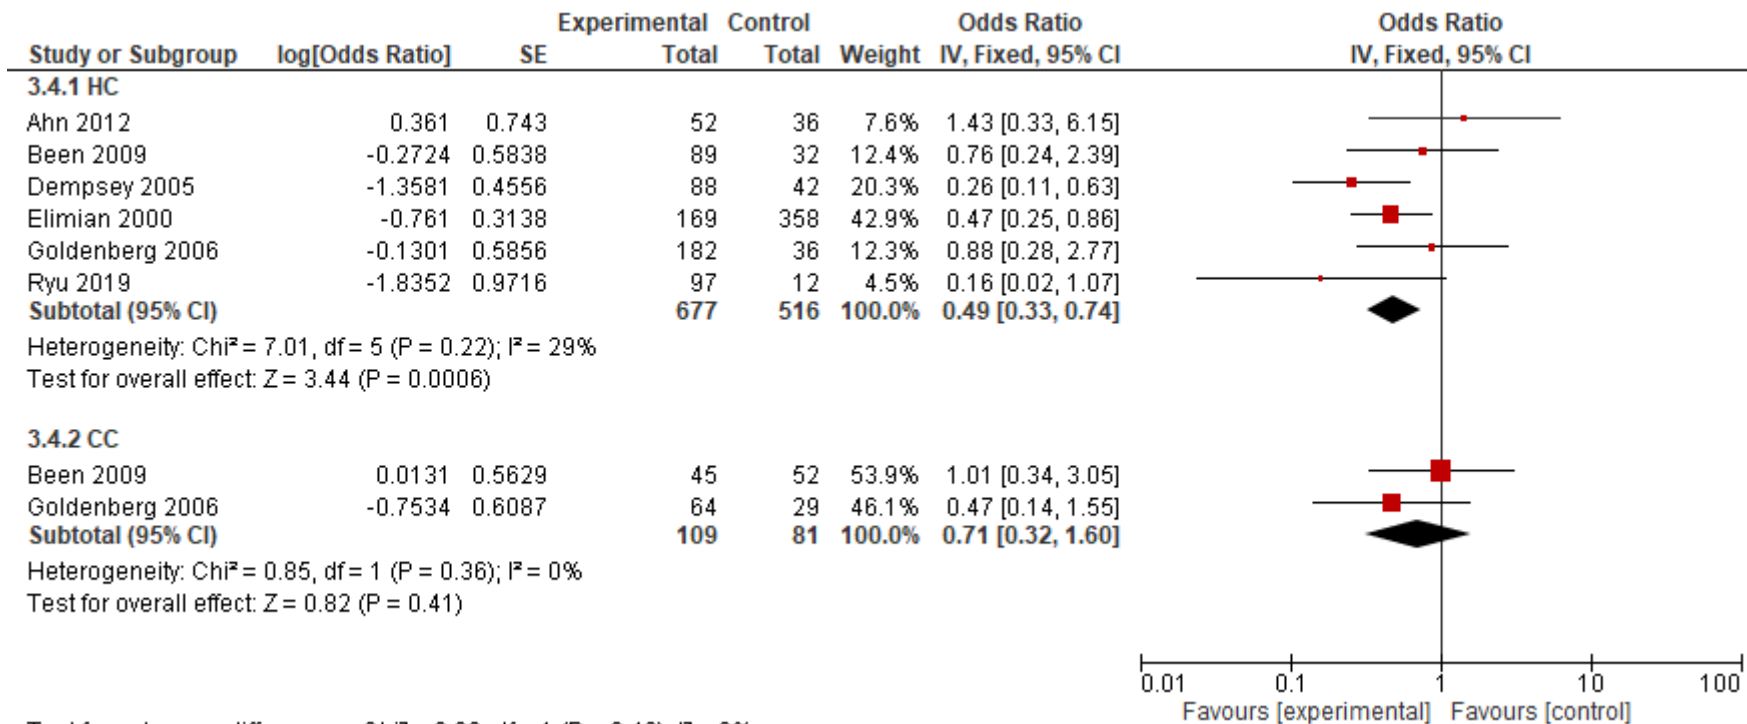 Experimental Control Odds Ratio Odds Ratio
Study or Subgroup log[Odds Ratio] SE Total Total Weight IV, Fixed, 95% CI IV, Fixed, 95% CI
3.4.1 HC
Ahn 2012 0.361 0.743 52 36 7.6% 1.43 [0.33, 6.15]
Been 2009 -0.2724 0.5838 89 32 12.4% 0.76 [0.24, 2.39]
Dempsey 2005 -1.3581 0.4556 88 42 20.3% 0.26 [0.11, 0.63]
Elimian 2000 -0.761 0.3138 169 358 42.9% 0.47 [0.25, 0.86]
Goldenberg 2006 -0.1301 0.5856 182 36 12.3% 0.88 [0.28, 2.77]
Ryu 2019 -1.8352 0.9716 97 12 4.5% 0.16 [0.02, 1.07]
Subtotal (95% CI) 677 516 100.0% 0.49 [0.33, 0.74]
Heterogeneity: Chi² = 7.01, df = 5 (P = 0.22); I² = 29%
Test for overall effect: Z = 3.44 (P = 0.0006)
3.4.2 CC
Been 2009 0.0131 0.5629 45 52 53.9% 1.01 [0.34, 3.05]
Goldenberg 2006 -0.7534 0.6087 64 29 46.1% 0.47 [0.14, 1.55]
Subtotal (95% CI) 109 81 100.0% 0.71 [0.32, 1.60]
Heterogeneity: Chi² = 0.85, df = 1 (P = 0.36); I² = 0%
Test for overall effect: Z = 0.82 (P = 0.41)
0.01 0.1 1 10 100
Favours [experimental] Favours [control]